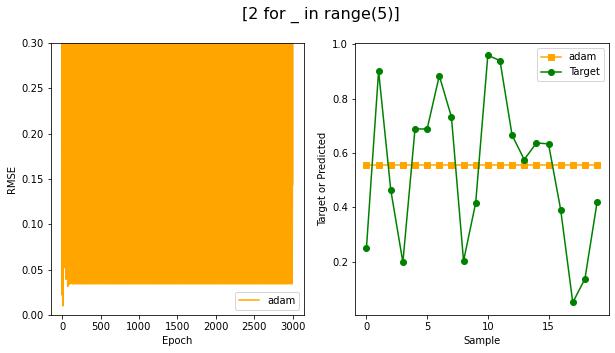 [2 for _ in range(5)]
0.30
0.25
0.20
0.15
0.10
0.05
0.00
RMSE
0 500 1000 1500 2000 2500 3000
Epoch
adam
1.0
0.8
0.6
0.4
0.2
Target or Predicted
0 5 10 15
Sample
adam
Target